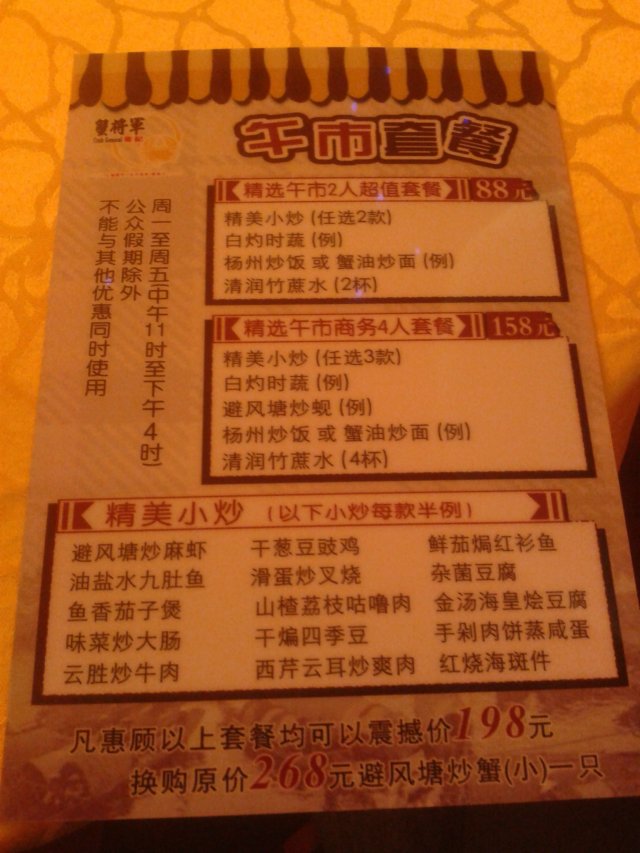 蟹将軍
午市套餐
周一至周五(中午11时至下午4时)
公众假期除外
不能与其他优惠同时使用
精选午市2人超值套餐 88元
精美小炒 (任选2款)
白灼时蔬 (例)
杨州炒饭 或 蟹油炒面 (例)
清润竹蔗水 (2杯)
精选午市商务4人套餐 158元
精美小炒 (任选3款)
白灼时蔬 (例)
避风塘炒蚬 (例)
杨州炒饭 或 蟹油炒面 (例)
清润竹蔗水 (4杯)
精美小炒 (以下小炒每款半例)
避风塘炒麻虾 干葱豆豉鸡 鲜茄焗红衫鱼
油盐水九肚鱼 滑蛋炒叉烧 杂菌豆腐
鱼香茄子煲 山楂荔枝咕噜肉 金汤海皇烩豆腐
味菜炒大肠 干煸四季豆 手剁肉饼蒸咸蛋
云胜炒牛肉 西芹云耳炒爽肉 红烧海斑件
凡惠顾以上套餐均可以震撼价198元
换购原价268元避风塘炒蟹(小)一只